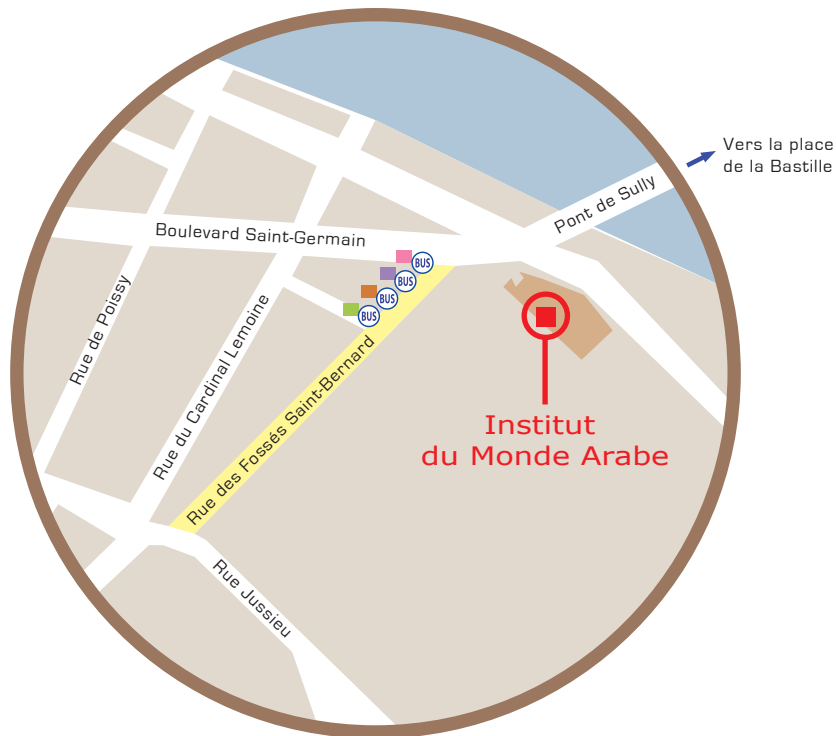 Vers la place
de la Bastille
Pont de Sully
Boulevard Saint-Germain
BUS
BUS
BUS
BUS
Rue de Poissy
Rue du Cardinal Lemoine
Rue des Fossés Saint-Bernard
Institut
du Monde Arabe
Rue Jussieu